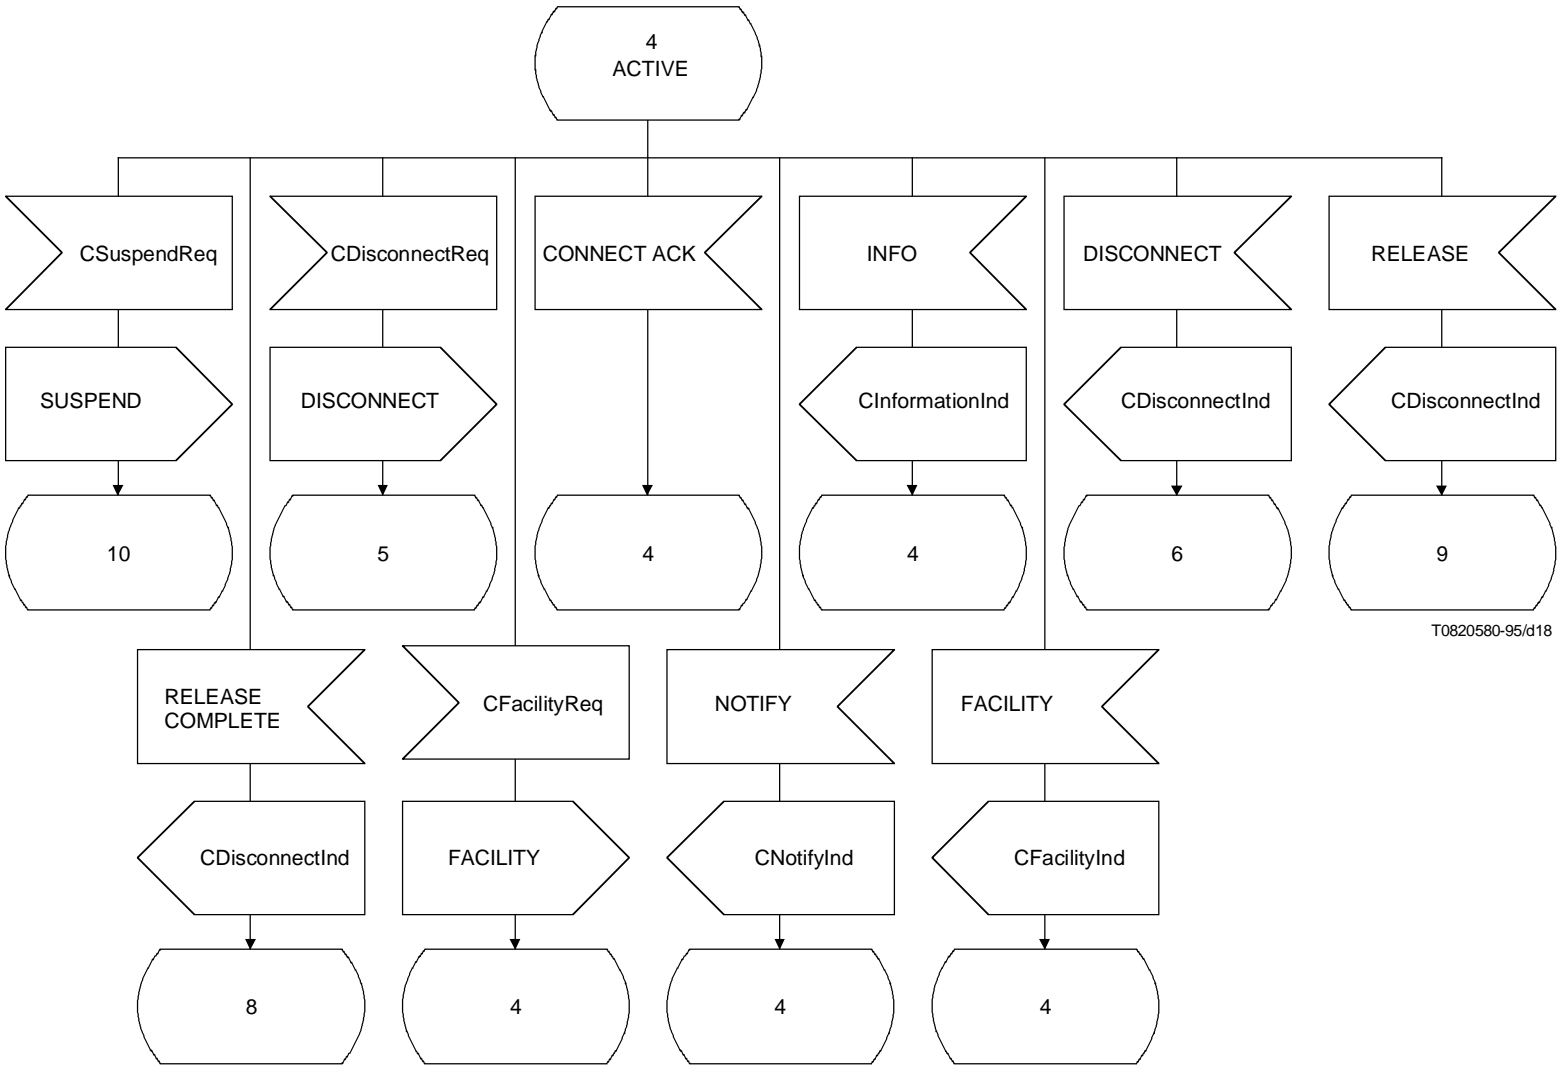 4
ACTIVE
CSuspendReq
CDisconnectReq
CONNECT ACK
INFO
DISCONNECT
RELEASE
SUSPEND
DISCONNECT
CInformationInd
CDisconnectInd
CDisconnectInd
10
5
4
4
6
9
T0820580-95/d18
RELEASE
COMPLETE
CFacilityReq
NOTIFY
FACILITY
CDisconnectInd
FACILITY
CNotifyInd
CFacilityInd
8
4
4
4